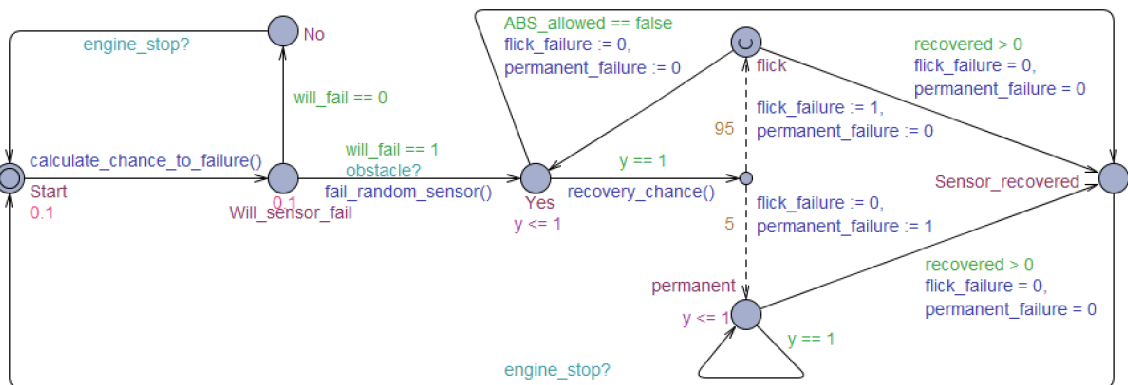 ABS_allowed == false
flick_failure := 0,
permanent_failure := 0
No
engine_stop?
flick
recovered > 0
flick_failure = 0,
permanent_failure = 0
will_fail == 0
flick_failure := 1,
permanent_failure := 0
95
calculate_chance_to_failure()
will_fail == 1
obstacle?
fail_random_sensor()
y == 1
recovery_chance()
Start
0.1
0.1
Will_sensor_fail
Yes
y <= 1
Sensor_recovered
flick_failure := 0,
permanent_failure := 1
5
permanent
y <= 1
recovered > 0
flick_failure = 0,
permanent_failure = 0
y == 1
engine_stop?